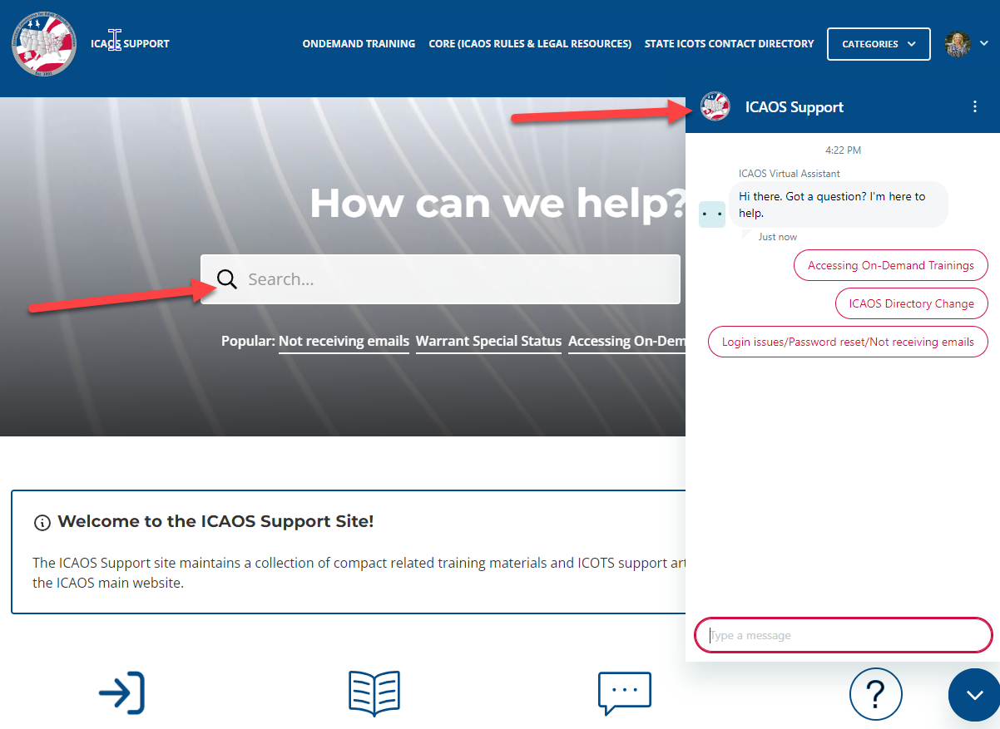 ICAOS SUPPORT
ONDEMAND TRAINING
CORE (ICAOS RULES & LEGAL RESOURCES)
STATE ICOTS CONTACT DIRECTORY
CATEGORIES
ICAOS Support
4:22 PM
ICAOS Virtual Assistant
Hi there. Got a question? I'm here to
help.
Just now
Accessing On-Demand Trainings
ICAOS Directory Change
Login issues/Password reset/Not receiving emails
Type a message
How can we help?
Search...
Popular: Not receiving emails Warrant Special Status Accessing On-Dem
Welcome to the ICAOS Support Site!
The ICAOS Support site maintains a collection of compact related training materials and ICOTS support art
the ICAOS main website.